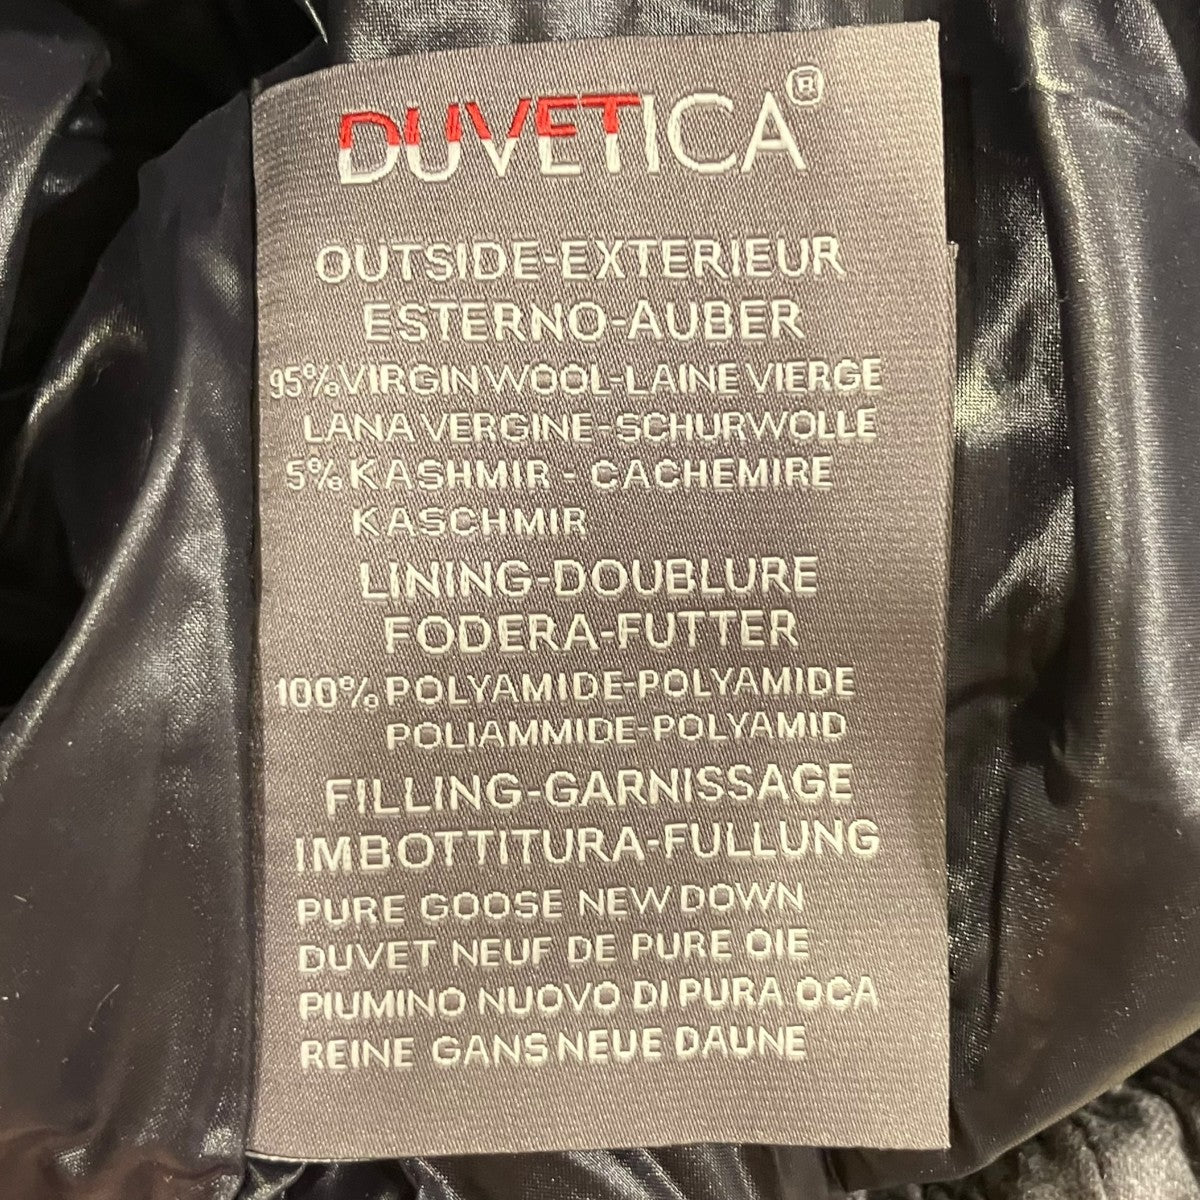 DUVETICA®
OUTSIDE-EXTERIEUR
ESTERNO-AUBER
95% VIRGIN WOOL-LAINE VIERGE
LANA VERGINE-SCHURWOLLE
5% KASHMIR - CACHEMIRE
KASCHMIR
LINING-DOUBLURE
FODERA-FUTTER
100% POLYAMIDE-POLYAMIDE
POLIAMMIDE-POLYAMID
FILLING-GARNISSAGE
IMBOTTITURA-FULLUNG
PURE GOOSE NEW DOWN
DUVET NEUF DE PURE OIE
PIUMINO NUOVO DI PURA OCA
REINE GANS NEUE DAUNE